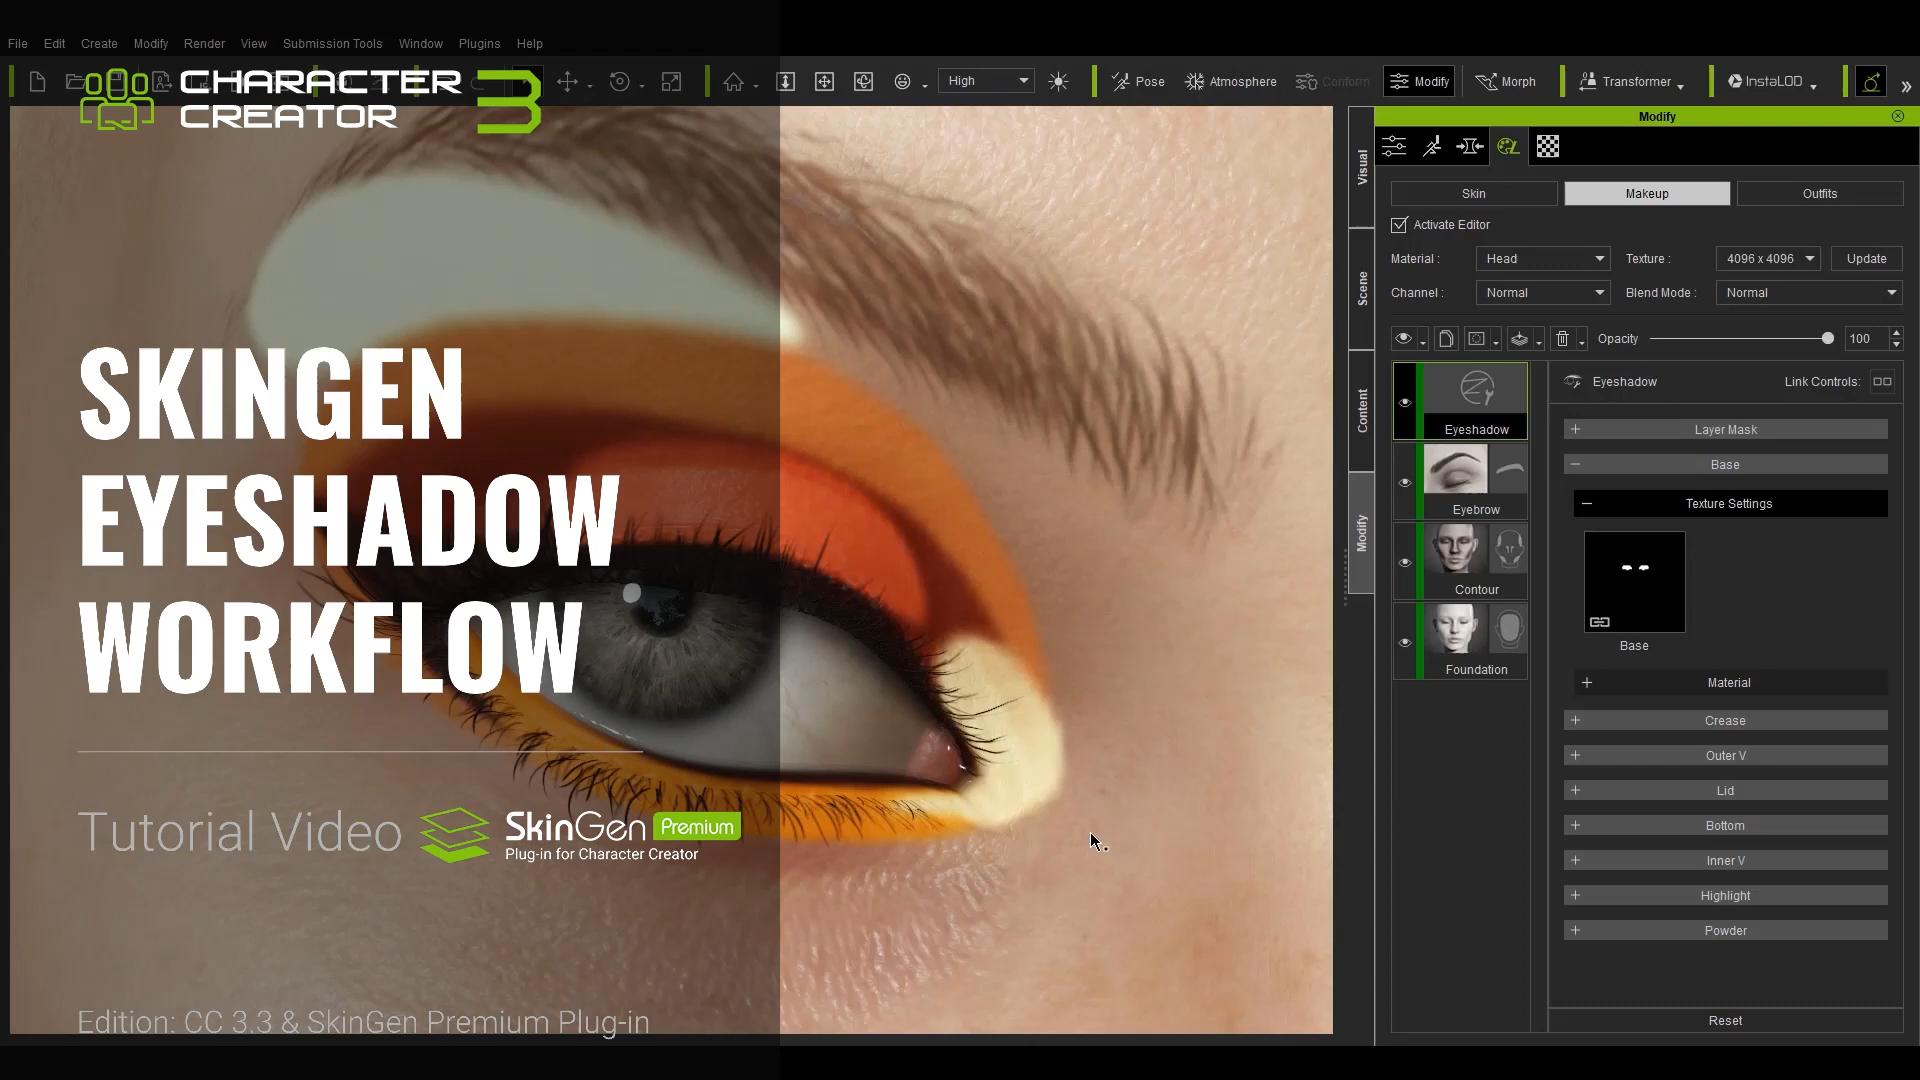 File Edit Create Modify Render View Submission Tools Window Plugins Help
CHARACTER
CREATOR 3
High
Pose
Atmosphere
Conform
Modify
Morph
Transformer
InstaLOD
Modify
Visual
Scene
Content
Modify
Skin Makeup Outfits
Activate Editor
Material : Head Texture : 4096 x 4096 Update
Channel : Normal Blend Mode : Normal
Opacity 100
Eyeshadow
Eyebrow
Contour
Foundation
Eyeshadow Link Controls:
Layer Mask
Base
Texture Settings
Base
Material
Crease
Outer V
Lid
Bottom
Inner V
Highlight
Powder
Reset
SKINGEN
EYESHADOW
WORKFLOW
Tutorial Video
SkinGen Premium
Plug-in for Character Creator
Edition: CC 3.3 & SkinGen Premium Plug-in